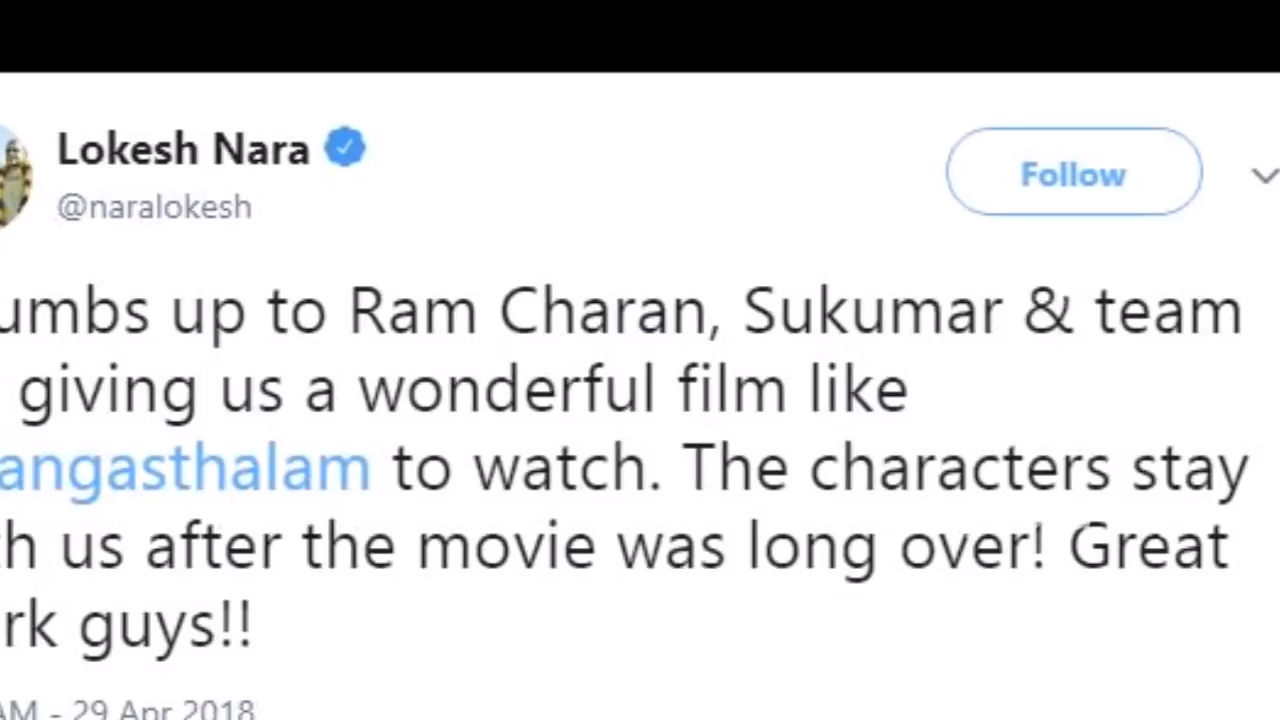 Lokesh Nara
@naralokesh
Follow
umbs up to Ram Charan, Sukumar & team
giving us a wonderful film like
angasthalam to watch. The characters stay
h us after the movie was long over! Great
rk guys!!
AM - 29 Apr 2018